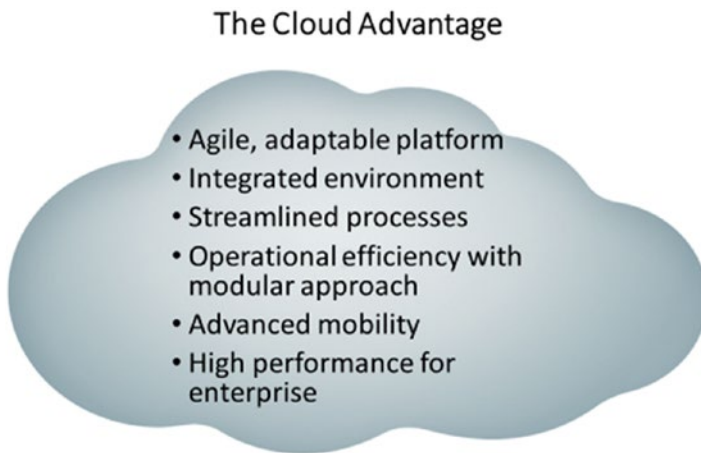 The Cloud Advantage
• Agile, adaptable platform
• Integrated environment
• Streamlined processes
• Operational efficiency with
modular approach
• Advanced mobility
• High performance for
enterprise